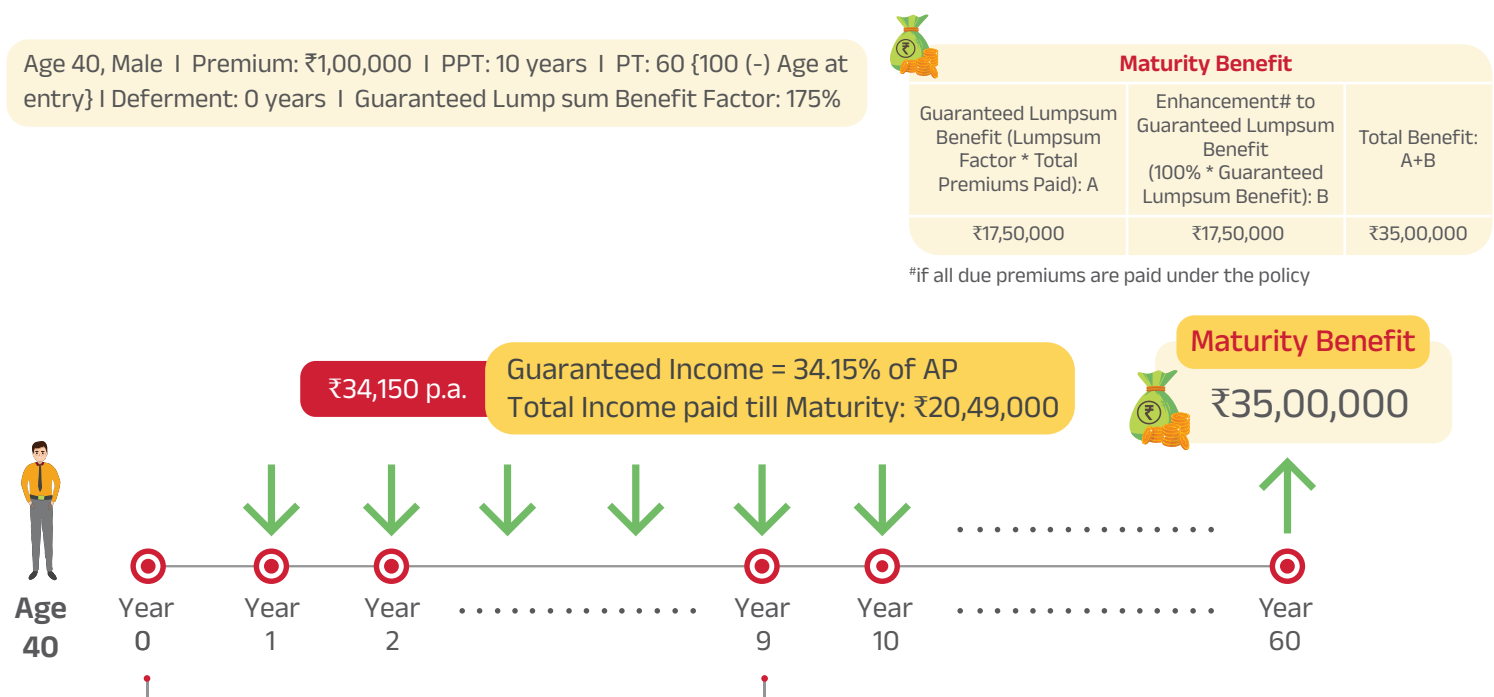 Age 40, Male I Premium: ₹1,00,000 I PPT: 10 years I PT: 60 {100 (-) Age at
entry} I Deferment: 0 years I Guaranteed Lump sum Benefit Factor: 175%
₹
Maturity Benefit
Guaranteed Lumpsum
Benefit (Lumpsum
Factor * Total
Premiums Paid): A
Enhancement# to
Guaranteed Lumpsum
Benefit
(100% * Guaranteed
Lumpsum Benefit): B
Total Benefit:
A+B
₹17,50,000
₹17,50,000
₹35,00,000
#if all due premiums are paid under the policy
₹34,150 p.a.
Guaranteed Income = 34.15% of AP
Total Income paid till Maturity: ₹20,49,000
Maturity Benefit
₹
₹35,00,000
Age
40
Year
0
Year
1
Year
2
Year
9
Year
10
Year
60